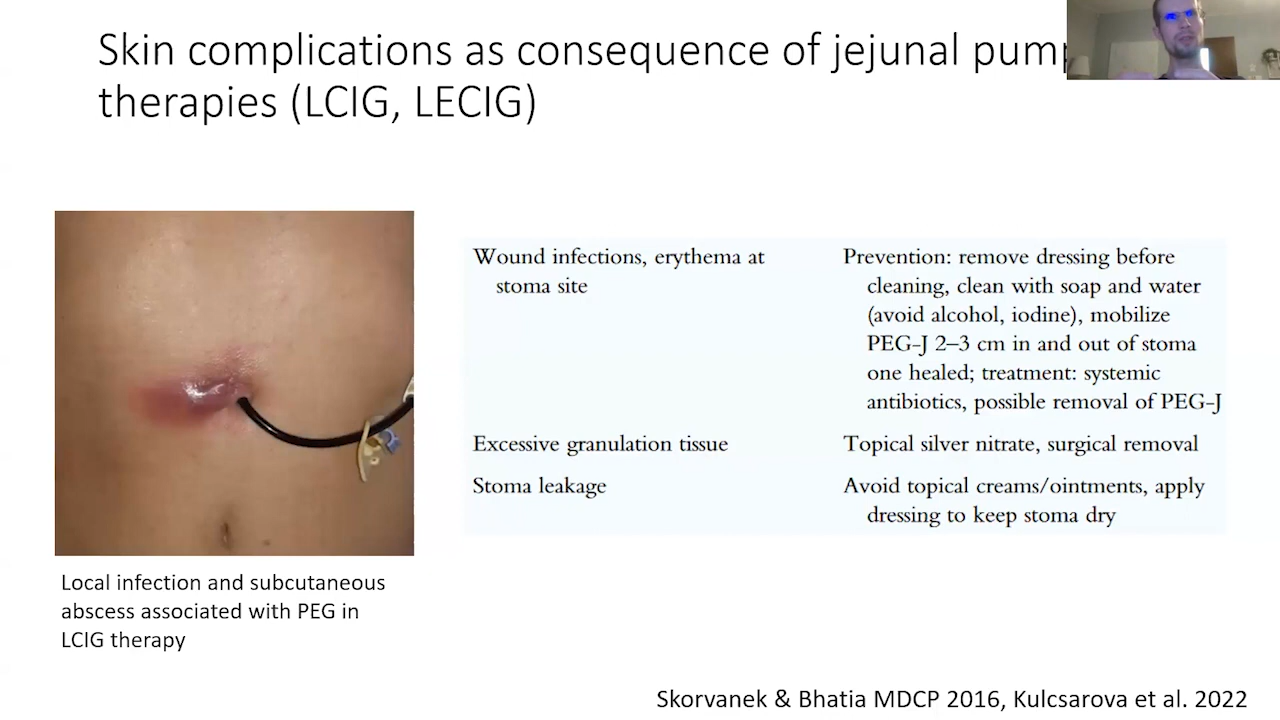 Skin complications as consequence of jejunal pump
therapies (LCIG, LECIG)
Wound infections, erythema at
stoma site
Prevention: remove dressing before
cleaning, clean with soap and water
(avoid alcohol, iodine), mobilize
PEG-J 2–3 cm in and out of stoma
one healed; treatment: systemic
antibiotics, possible removal of PEG-J
Excessive granulation tissue
Topical silver nitrate, surgical removal
Stoma leakage
Avoid topical creams/ointments, apply
dressing to keep stoma dry
Local infection and subcutaneous
abscess associated with PEG in
LCIG therapy
Skorvanek & Bhatia MDCP 2016, Kulcsarova et al. 2022